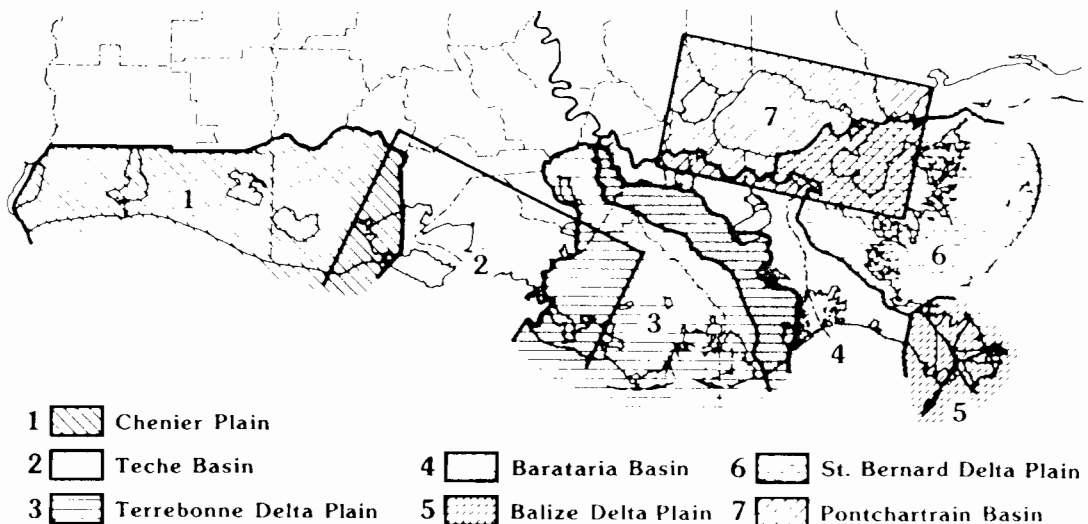 7
1
6
2
3
4
5
1 Chenier Plain
2 Teche Basin 4 Barataria Basin 6 St. Bernard Delta Plain
3 Terrebonne Delta Plain 5 Balize Delta Plain 7 Pontchartrain Basin